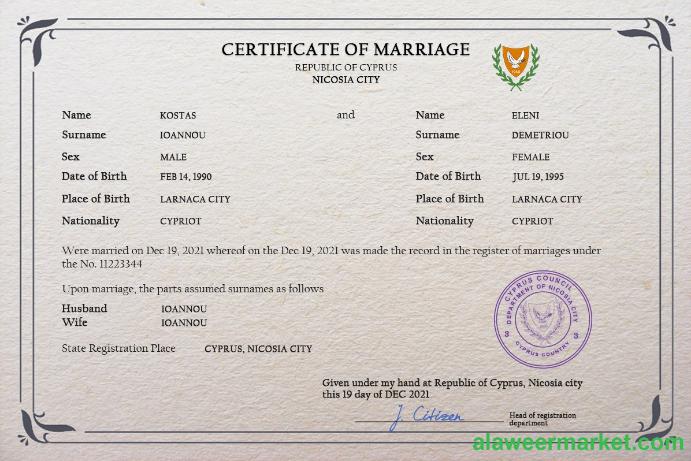 CERTIFICATE OF MARRIAGE
REPUBLIC OF CYPRUS
NICOSIA CITY
Name KOSTAS and Name ELENI
Surname IOANNOU Surname DEMETRIOU
Sex MALE Sex FEMALE
Date of Birth FEB 14, 1990 Date of Birth JUL 19, 1995
Place of Birth LARNACA CITY Place of Birth LARNACA CITY
Nationality CYPRIOT Nationality CYPRIOT
Were married on Dec 19, 2021 whereof on the Dec 19, 2021 was made the record in the register of marriages under
the No. 11223344
Upon marriage, the parts assumed surnames as follows
Husband IOANNOU
Wife IOANNOU
State Registration Place CYPRUS, NICOSIA CITY
CYPRUS COUNCIL
DEPARTMENT OF NICOSIA CITY
3 3
CYPRUS COUNTRY
Given under my hand at Republic of Cyprus, Nicosia city
this 19 day of DEC 2021
J. Citizen Head of registration
department
alaweermarket.com